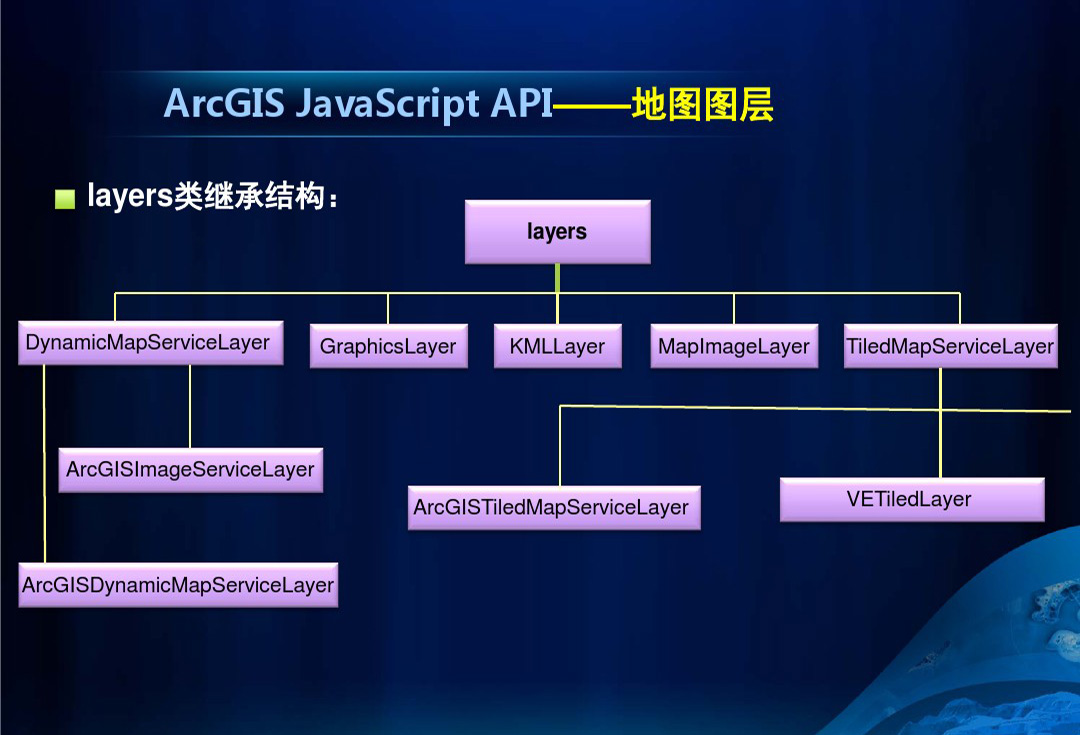 ArcGIS JavaScript API——地图图层
layers类继承结构：
layers
DynamicMapServiceLayer
GraphicsLayer
KMLLayer
MapImageLayer
TiledMapServiceLayer
ArcGISImageServiceLayer
ArcGISTiledMapServiceLayer
VETiledLayer
ArcGISDynamicMapServiceLayer